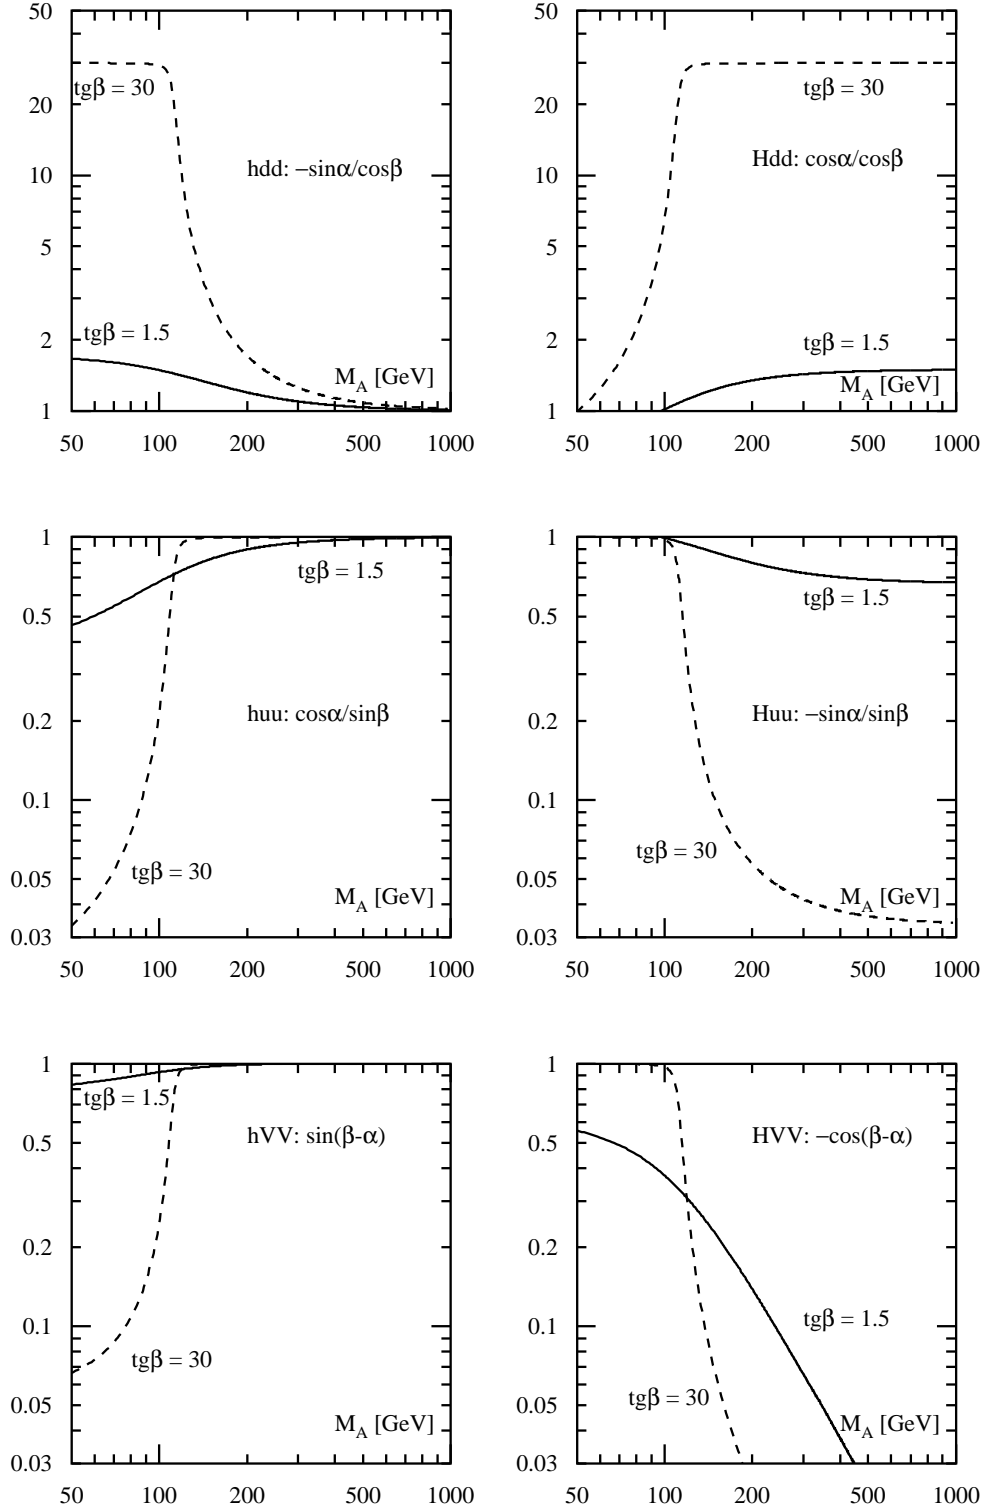 50
20
10
5
2
1
tgβ = 30
hdd: −sinα/cosβ
tgβ = 1.5
M_A [GeV]
50 100 200 500 1000
50
20
10
5
2
1
tgβ = 30
Hdd: cosα/cosβ
tgβ = 1.5
M_A [GeV]
50 100 200 500 1000
1
0.5
0.2
0.1
0.05
0.03
tgβ = 1.5
huu: cosα/sinβ
tgβ = 30
M_A [GeV]
50 100 200 500 1000
1
0.5
0.2
0.1
0.05
0.03
tgβ = 1.5
Huu: −sinα/sinβ
tgβ = 30
M_A [GeV]
50 100 200 500 1000
1
0.5
0.2
0.1
0.05
0.03
tgβ = 1.5
hVV: sin(β-α)
tgβ = 30
M_A [GeV]
50 100 200 500 1000
1
0.5
0.2
0.1
0.05
0.03
HVV: −cos(β-α)
tgβ = 1.5
tgβ = 30
M_A [GeV]
50 100 200 500 1000